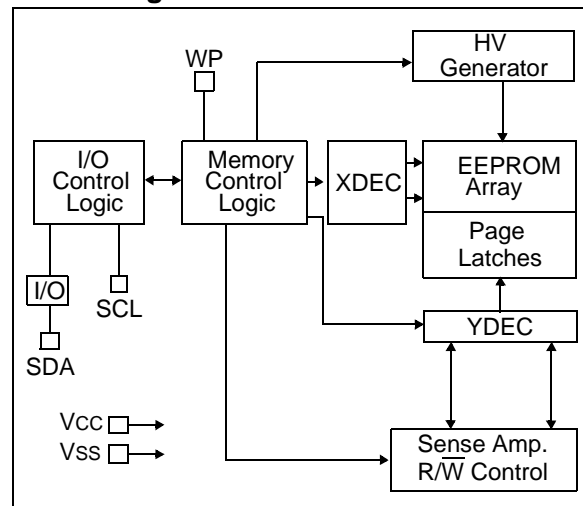 HV
Generator
WP
I/O
Control
Logic
Memory
Control
Logic
XDEC
EEPROM
Array
Page
Latches
I/O
SCL
SDA
YDEC
VCC
VSS
Sense Amp.
R/W̅ Control